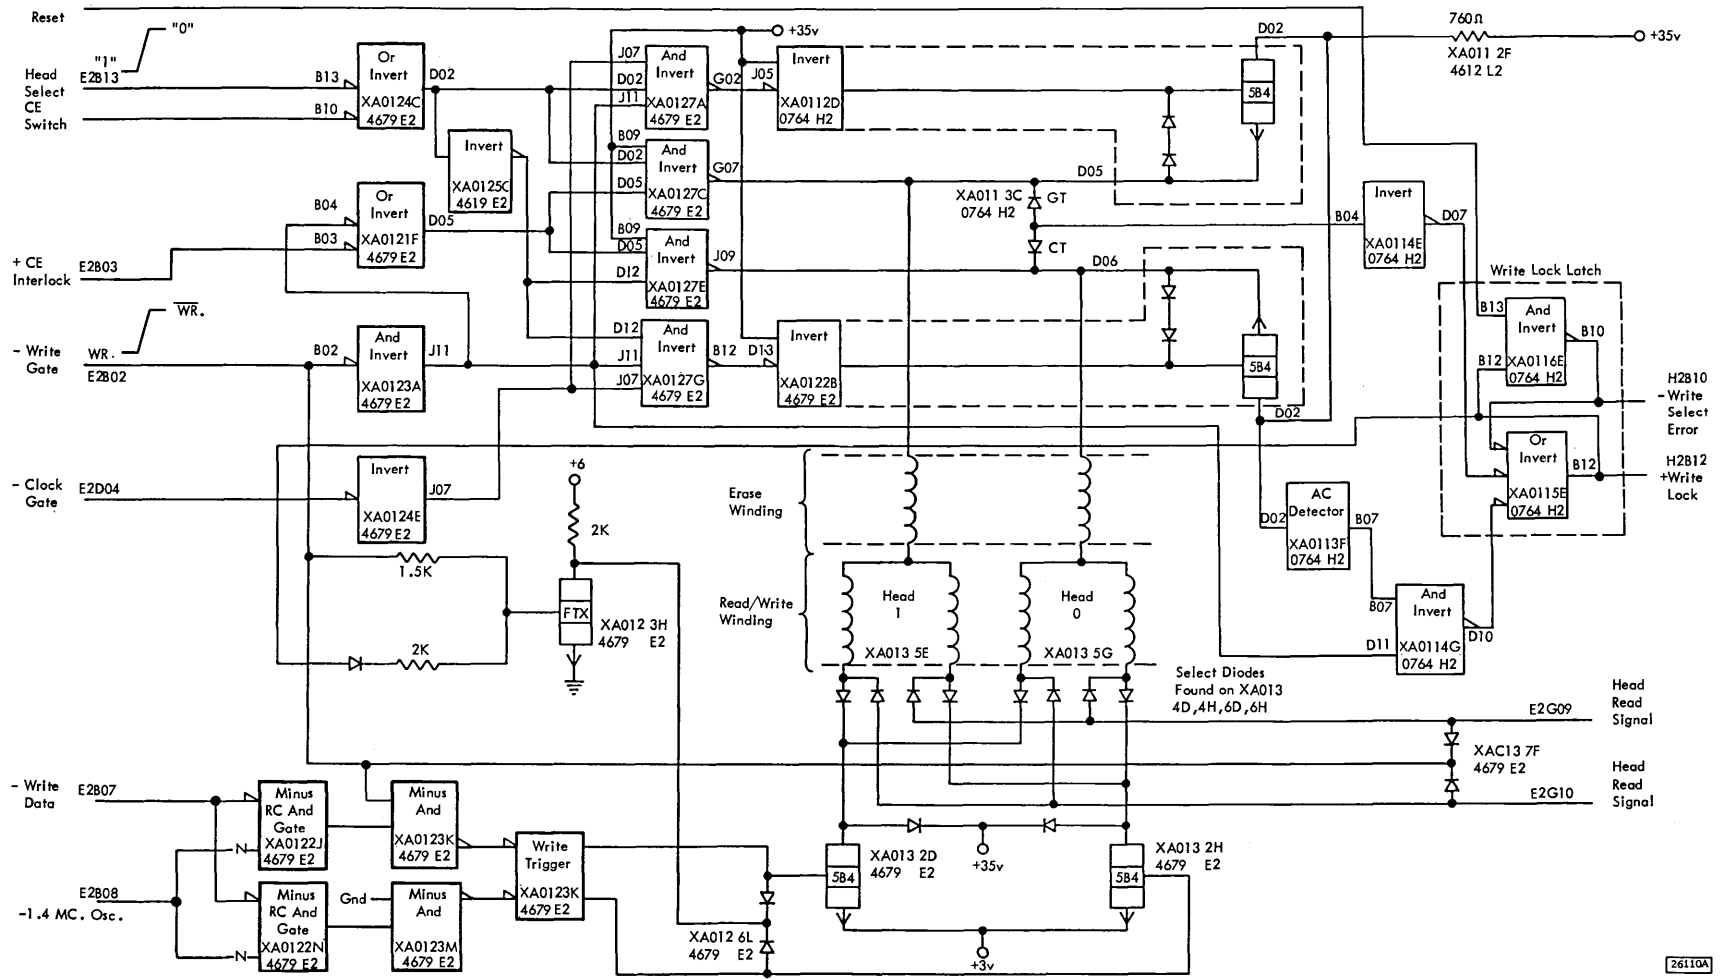 Reset
"0"
"1"
Head
Select
E2B13
CE
Switch
B13
B10
Or
Invert
XA0124C
4679 E2
D02
Invert
XA0125C
4619 E2
B04
B03
Or
Invert
XA0121F
4679 E2
D05
+ CE
Interlock
E2B03
- Write
Gate
WR.
WR.
E2B02
B02
And
Invert
XA0123A
4679 E2
J11
- Clock
Gate
E2D04
Invert
XA0124E
4679 E2
J07
J07
D02
J11
And
Invert
XA0127A
4679 E2
G02
B09
D02
D05
And
Invert
XA0127C
4679 E2
G07
B09
D05
D12
And
Invert
XA0127E
4679 E2
J09
D12
J11
J07
And
Invert
XA0127G
4679 E2
B12
+35v
J05
Invert
XA0112D
0764 H2
D13
Invert
XA0122B
4679 E2
D02
5B4
D05
XA011 3C
0764 H2
GT
CT
D06
5B4
D02
760Ω
XA011 2F
4612 L2
+35v
B04
Invert
XA0114E
0764 H2
D07
Write Lock Latch
B13
B12
And
Invert
XA0116E
0764 H2
B10
Or
Invert
XA0115E
0764 H2
B12
H2B10
- Write
Select
Error
H2B12
+Write
Lock
D02
AC
Detector
XA0113F
0764 H2
B07
B07
D11
And
Invert
XA0114G
0764 H2
D10
+6
2K
1.5K
2K
FTX
XA012 3H
4679 E2
Erase
Winding
Read/Write
Winding
Head
1
XA013 5E
Head
0
XA013 5G
Select Diodes
Found on XA013
4D,4H,6D,6H
E2G09
Head
Read
Signal
XAC13 7F
4679 E2
E2G10
Head
Read
Signal
- Write
Data
E2B07
E2B08
-1.4 MC. Osc.
N
N
Minus
RC And
Gate
XA0122J
4679 E2
Minus
RC And
Gate
XA0122N
4679 E2
Minus
And
XA0123K
4679 E2
Gnd
Minus
And
XA0123M
4679 E2
Write
Trigger
XA0123K
4679 E2
XA012 6L
4679 E2
5B4
XA013 2D
4679 E2
+35v
5B4
XA013 2H
4679 E2
+3v
26110A